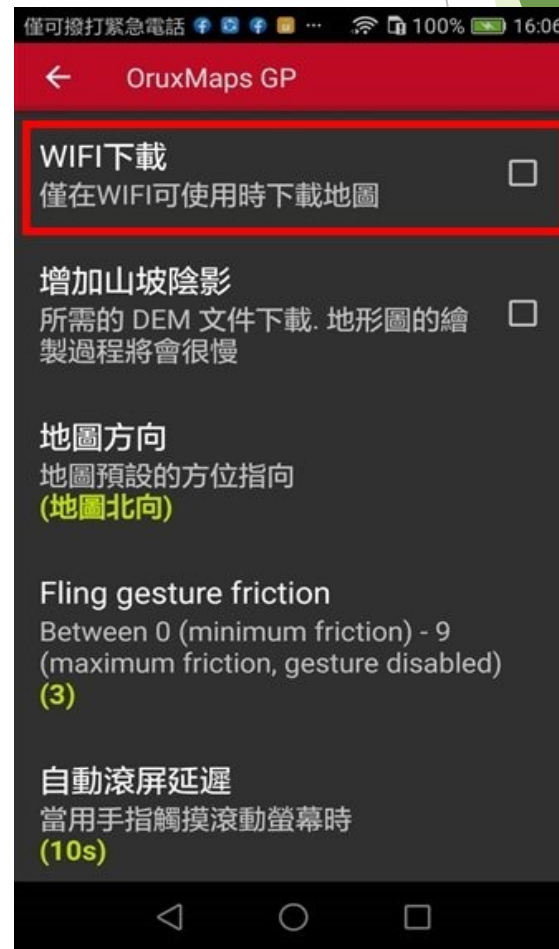 僅可撥打緊急電話 ... 100% 16:06
OruxMaps GP
WIFI下載
僅在WIFI可使用時下載地圖
增加山坡陰影
所需的 DEM 文件下載. 地形圖的繪
製過程將會很慢
地圖方向
地圖預設的方位指向
(地圖北向)
Fling gesture friction
Between 0 (minimum friction) - 9
(maximum friction, gesture disabled)
(3)
自動滾屏延遲
當用手指觸摸滾動螢幕時
(10s)